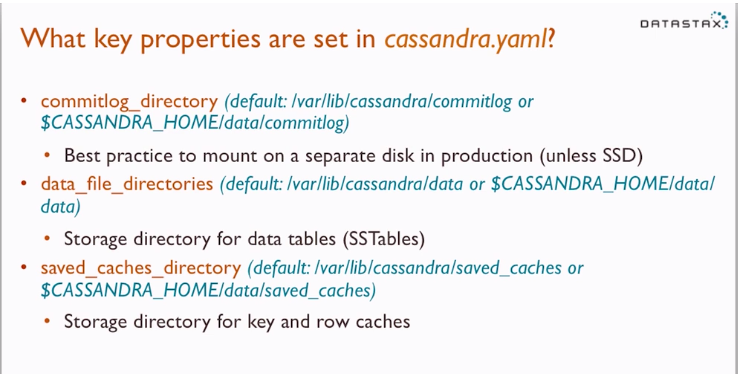 DATASTAX
What key properties are set in cassandra.yaml?
• commitlog_directory (default: /var/lib/cassandra/commitlog or
$CASSANDRA_HOME/data/commitlog)
• Best practice to mount on a separate disk in production (unless SSD)
• data_file_directories (default: /var/lib/cassandra/data or $CASSANDRA_HOME/data/
data)
• Storage directory for data tables (SSTables)
• saved_caches_directory (default: /var/lib/cassandra/saved_caches or
$CASSANDRA_HOME/data/saved_caches)
• Storage directory for key and row caches